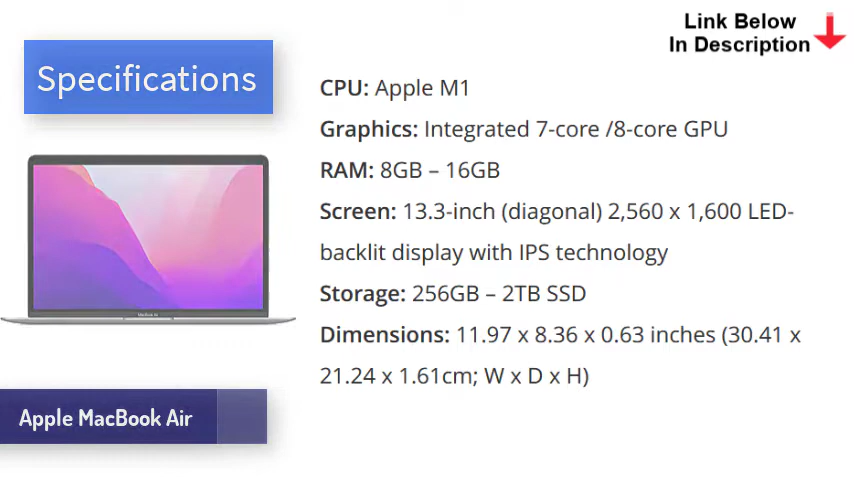 Link Below
In Description
Specifications
CPU: Apple M1
Graphics: Integrated 7-core /8-core GPU
RAM: 8GB – 16GB
Screen: 13.3-inch (diagonal) 2,560 x 1,600 LED-
backlit display with IPS technology
Storage: 256GB – 2TB SSD
Dimensions: 11.97 x 8.36 x 0.63 inches (30.41 x
21.24 x 1.61cm; W x D x H)
MacBook Air
Apple MacBook Air